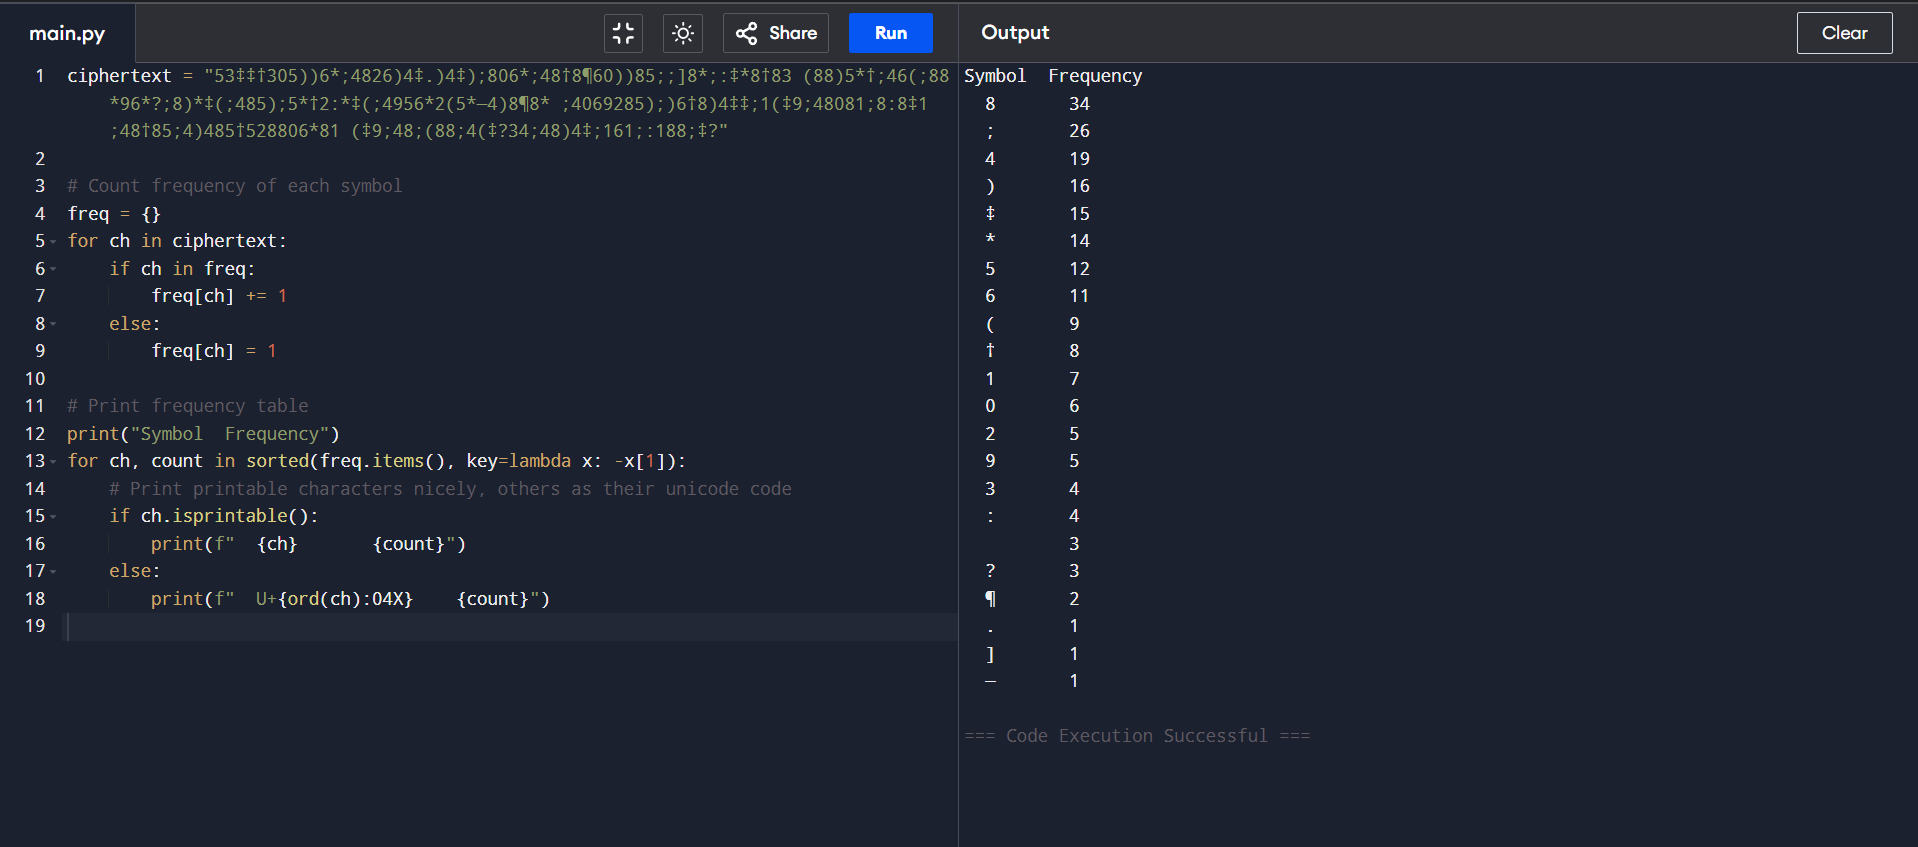 main.py
Share
Run
Output
Clear
1 ciphertext = "53‡‡†305))6*;4826)4‡.)4‡);806*;48†8¶60))85;;]8*;:‡*8†83 (88)5*†;46(;88
*96*?;8)*‡(;485);5*†2:*‡(;4956*2(5*—4)8¶8* ;4069285);)6†8)4‡‡;1(‡9;48081;8:8‡1
;48†85;4)485†528806*81 (‡9;48;(88;4(‡?34;48)4‡;161;:188;‡?"
2
3 # Count frequency of each symbol
4 freq = {}
5 for ch in ciphertext:
6     if ch in freq:
7         freq[ch] += 1
8     else:
9         freq[ch] = 1
10
11 # Print frequency table
12 print("Symbol  Frequency")
13 for ch, count in sorted(freq.items(), key=lambda x: -x[1]):
14     # Print printable characters nicely, others as their unicode code
15     if ch.isprintable():
16         print(f"  {ch}       {count}")
17     else:
18         print(f"  U+{ord(ch):04X}    {count}")
19
Symbol  Frequency
8       34
;       26
4       19
)       16
‡       15
*       14
5       12
6       11
(       9
†       8
1       7
0       6
2       5
9       5
3       4
:       4
        3
?       3
¶       2
.       1
]       1
—       1
=== Code Execution Successful ===